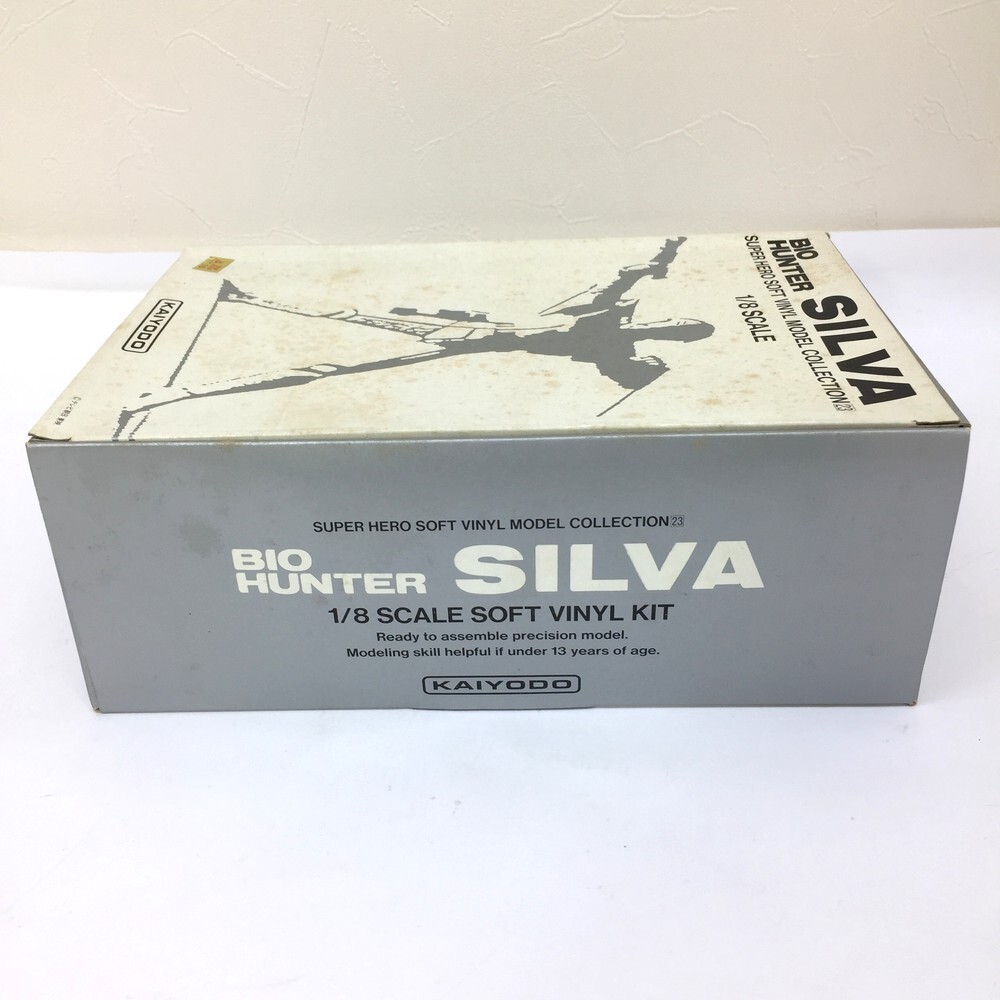 BIO
HUNTER SILVA
SUPER HERO SOFT VINYL MODEL COLLECTION 23
1/8 SCALE
KAIYODO
SUPER HERO SOFT VINYL MODEL COLLECTION 23
BIO
HUNTER SILVA
1/8 SCALE SOFT VINYL KIT
Ready to assemble precision model.
Modeling skill helpful if under 13 years of age.
KAIYODO